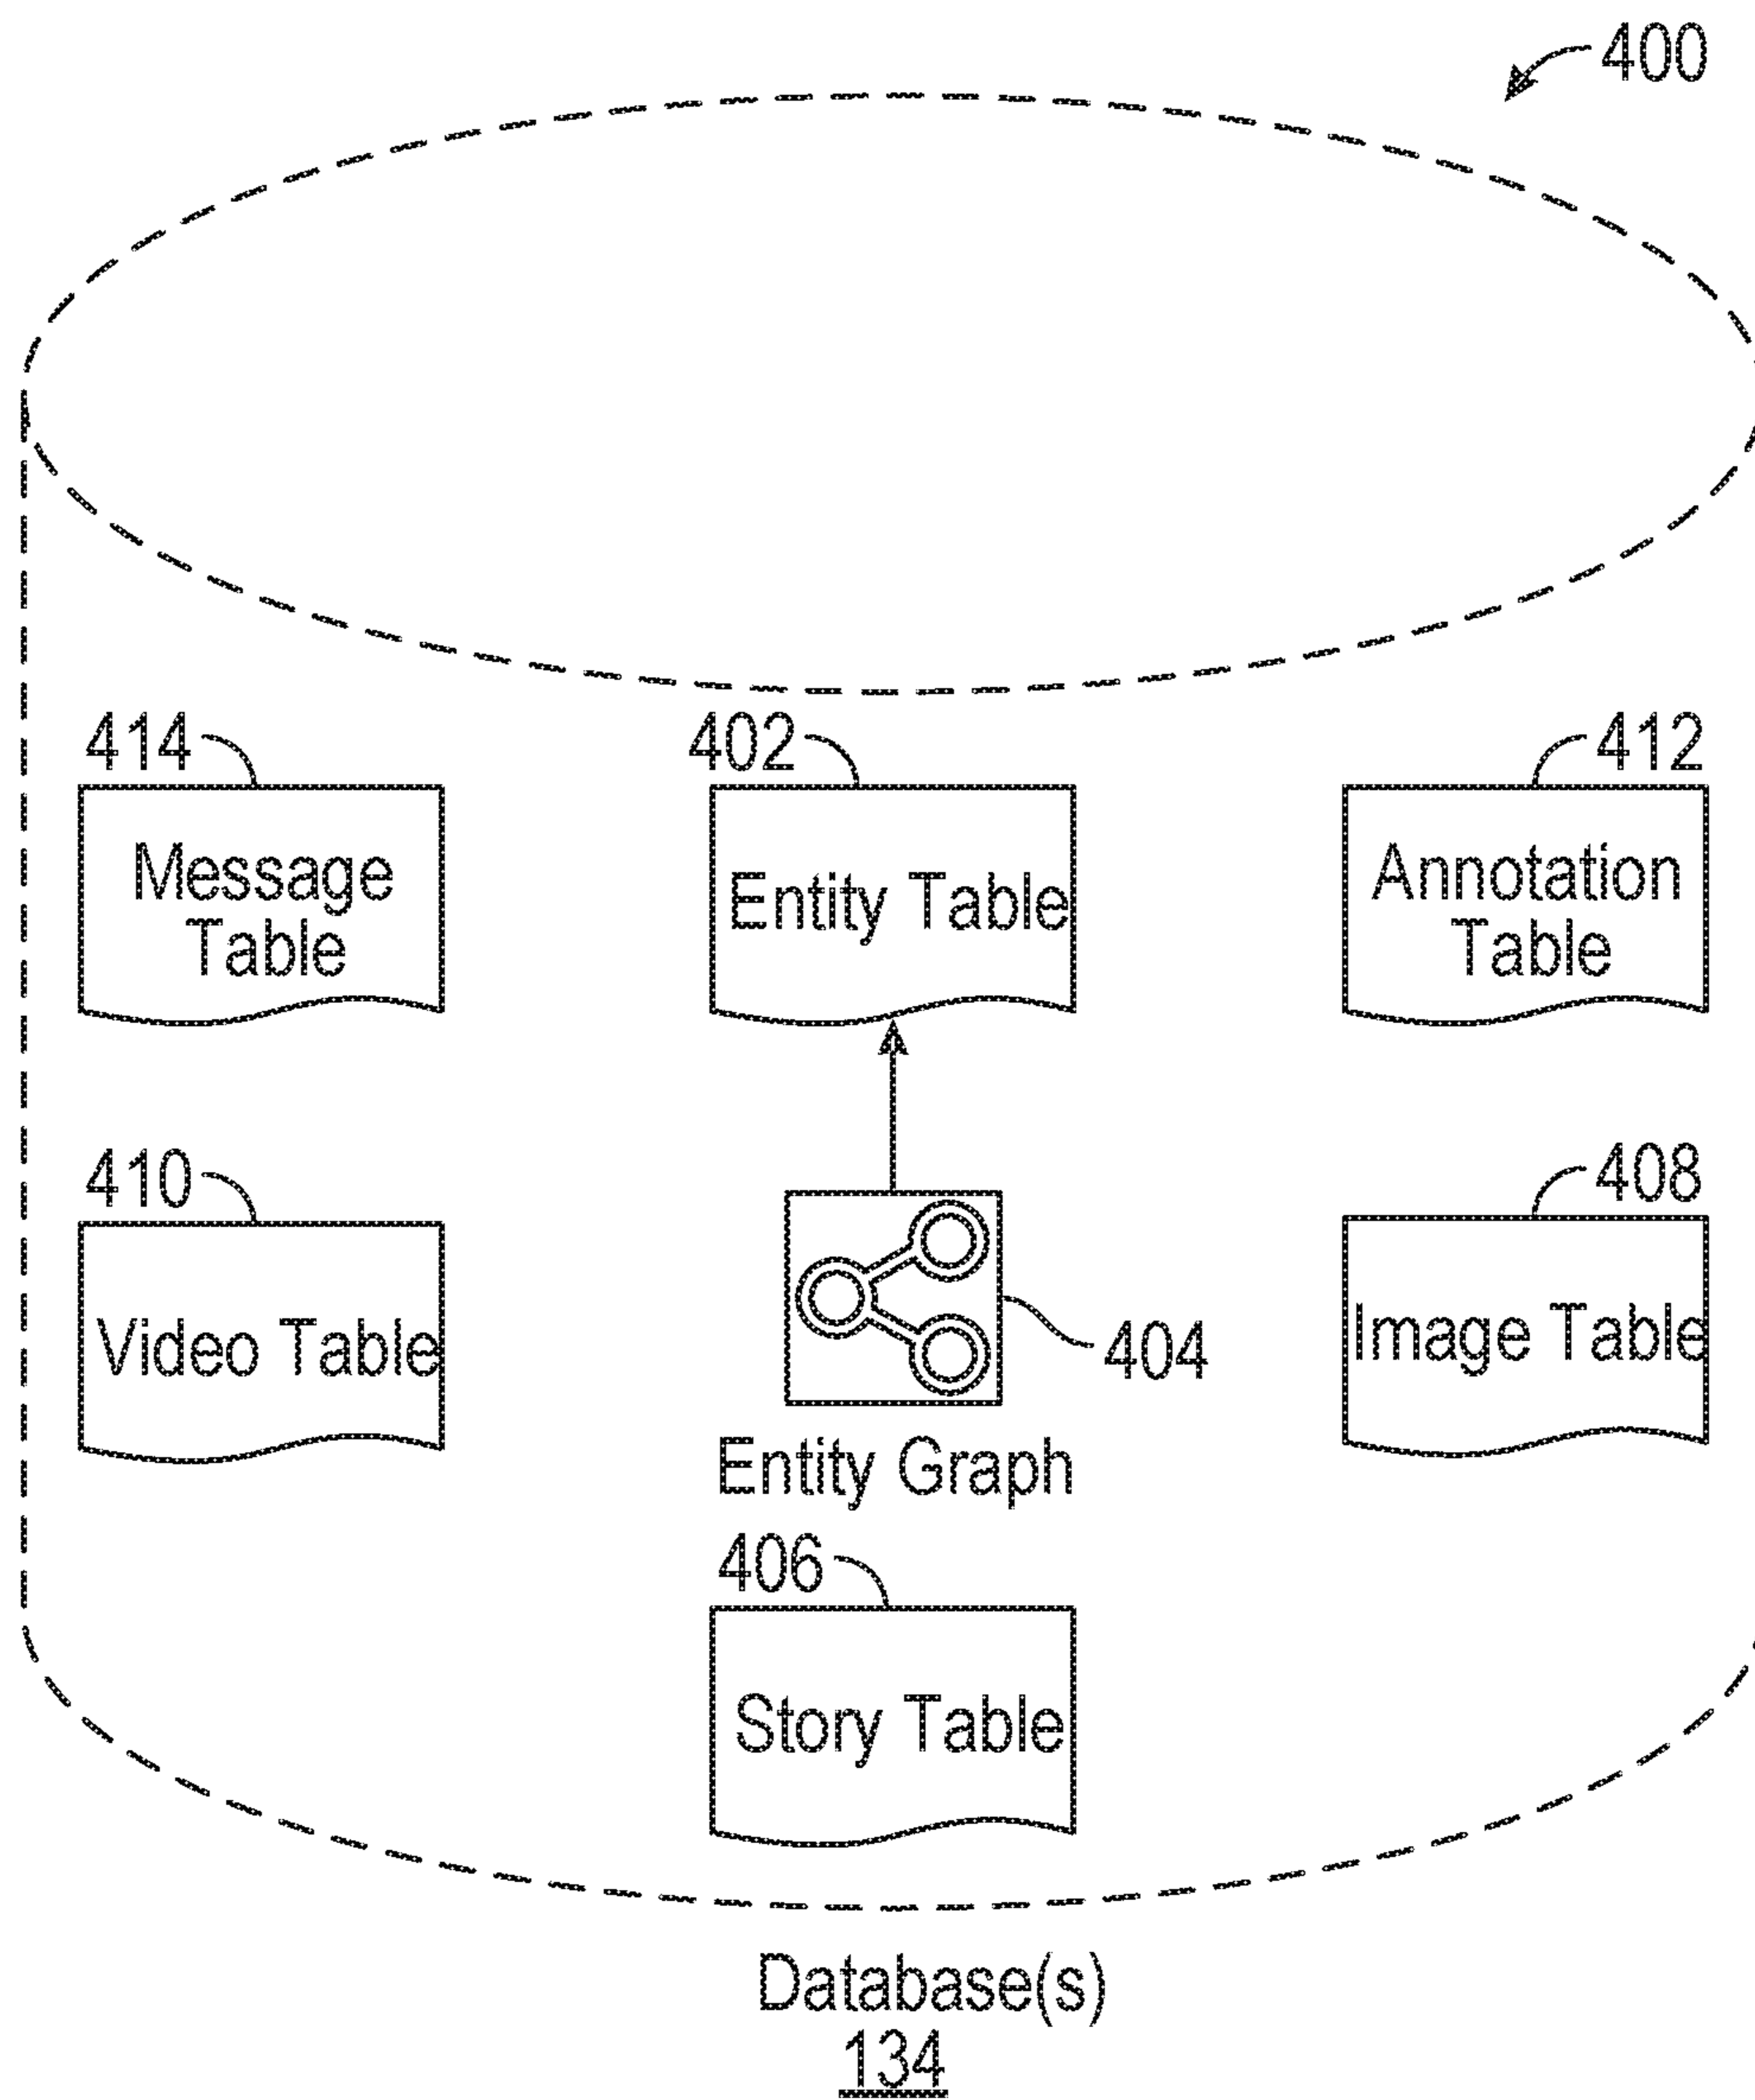 400
414
402
412
Message
Table
Entity Table
Annotation
Table
410
408
Video Table
404
Image Table
Entity Graph
406
Story Table
Database(s)
134